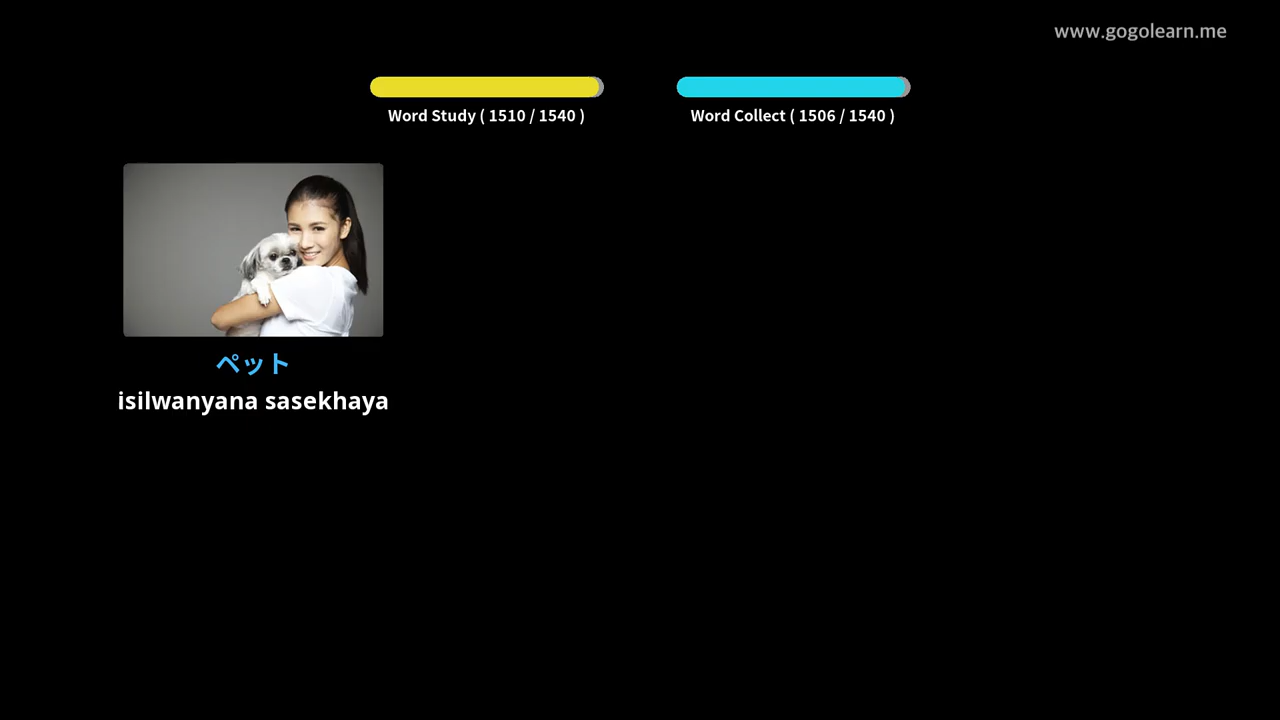 www.gogolearn.me
Word Study ( 1510 / 1540 )
Word Collect ( 1506 / 1540 )
ペット
isilwanyana sasekhaya